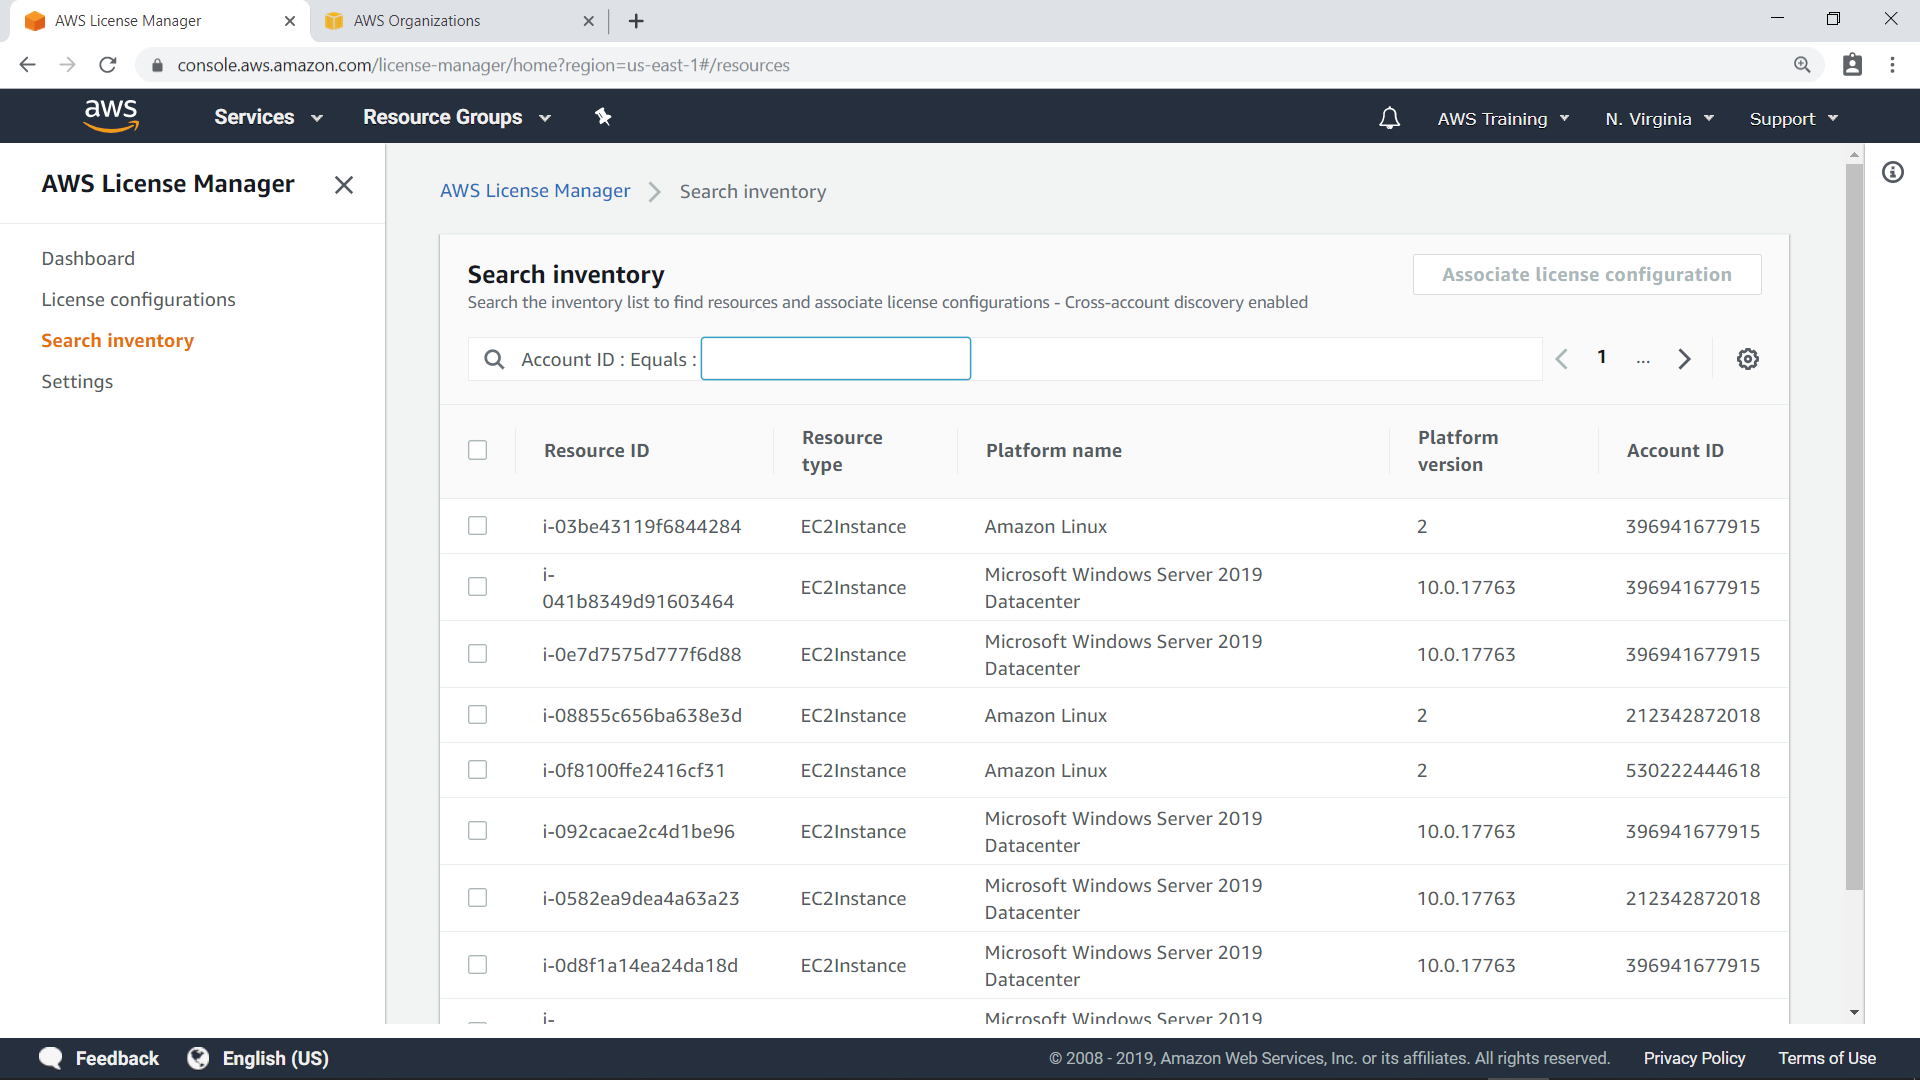 AWS License Manager
AWS Organizations
console.aws.amazon.com/license-manager/home?region=us-east-1#/resources
aws
Services
Resource Groups
AWS Training
N. Virginia
Support
AWS License Manager
Dashboard
License configurations
Search inventory
Settings
AWS License Manager > Search inventory
Search inventory
Associate license configuration
Search the inventory list to find resources and associate license configurations - Cross-account discovery enabled
Account ID : Equals :
1 ...
Resource ID
Resource type
Platform name
Platform version
Account ID
i-03be43119f6844284 EC2Instance Amazon Linux 2 396941677915
i-
041b8349d91603464 EC2Instance Microsoft Windows Server 2019 Datacenter 10.0.17763 396941677915
i-0e7d7575d777f6d88 EC2Instance Microsoft Windows Server 2019 Datacenter 10.0.17763 396941677915
i-08855c656ba638e3d EC2Instance Amazon Linux 2 212342872018
i-0f8100ffe2416cf31 EC2Instance Amazon Linux 2 530222444618
i-092cacae2c4d1be96 EC2Instance Microsoft Windows Server 2019 Datacenter 10.0.17763 396941677915
i-0582ea9dea4a63a23 EC2Instance Microsoft Windows Server 2019 Datacenter 10.0.17763 212342872018
i-0d8f1a14ea24da18d EC2Instance Microsoft Windows Server 2019 Datacenter 10.0.17763 396941677915
i- Microsoft Windows Server 2019
Feedback
English (US)
© 2008 - 2019, Amazon Web Services, Inc. or its affiliates. All rights reserved.
Privacy Policy
Terms of Use